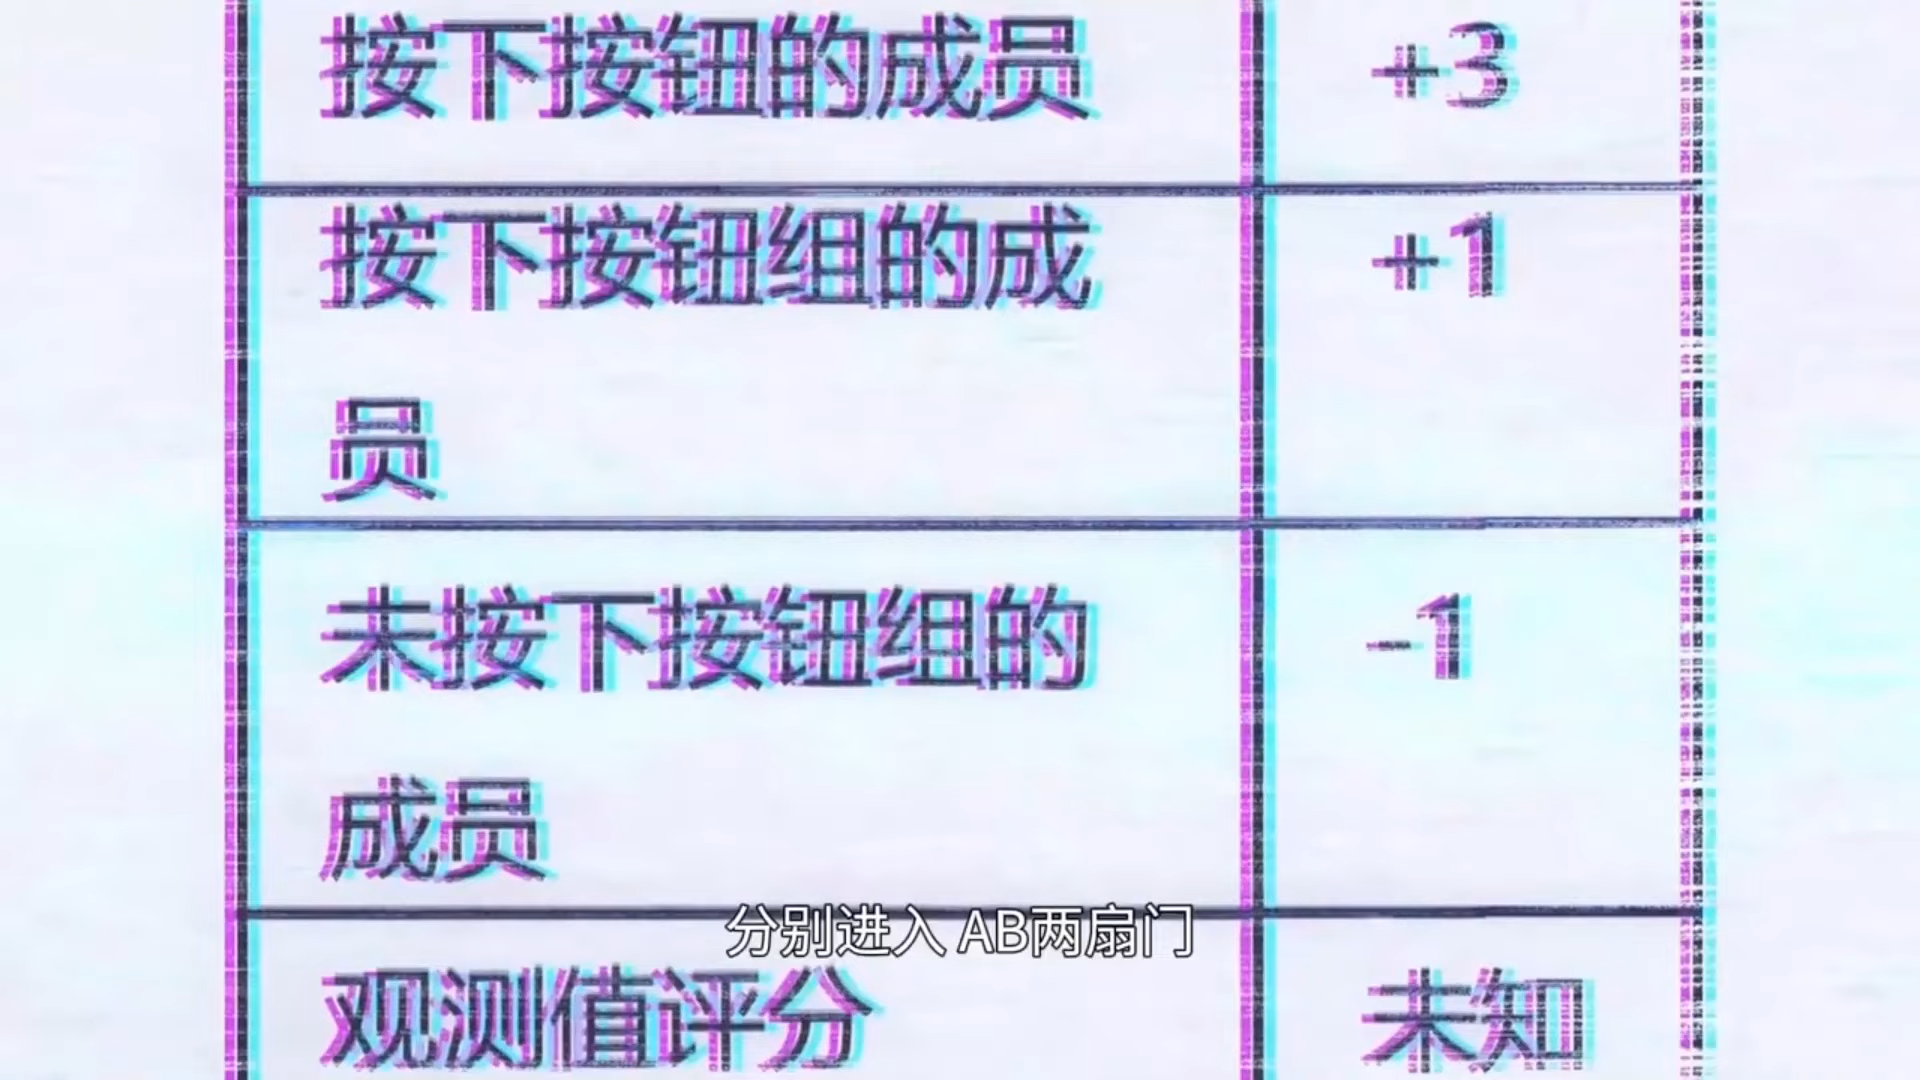 按下按钮的成员 +3
按下按钮组的成 +1
员
未按下按钮组的 -1
成员
分别进入 AB两扇门
观测值评分 未知